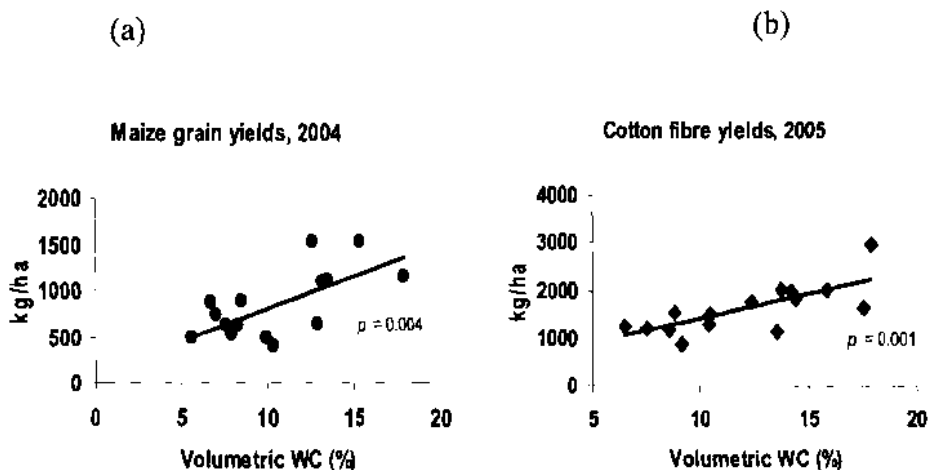 (a)
Maize grain yields, 2004
kg/ha
2000
1500
1000
500
0
p = 0.004
0 5 10 15 20
Volumetric WC (%)
(b)
Cotton fibre yields, 2005
kg/ha
4000
3000
2000
1000
0
p = 0.001
5 10 15 20
Volumetric WC (%)